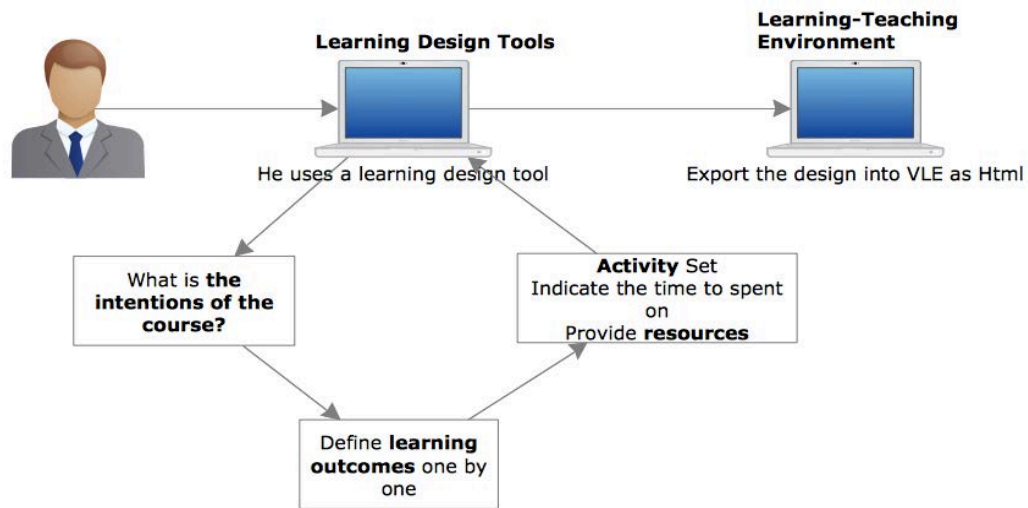 Learning Design Tools
Learning-Teaching
Environment
He uses a learning design tool
Export the design into VLE as Html
What is the
intentions of the
course?
Activity Set
Indicate the time to spent
on
Provide resources
Define learning
outcomes one by
one